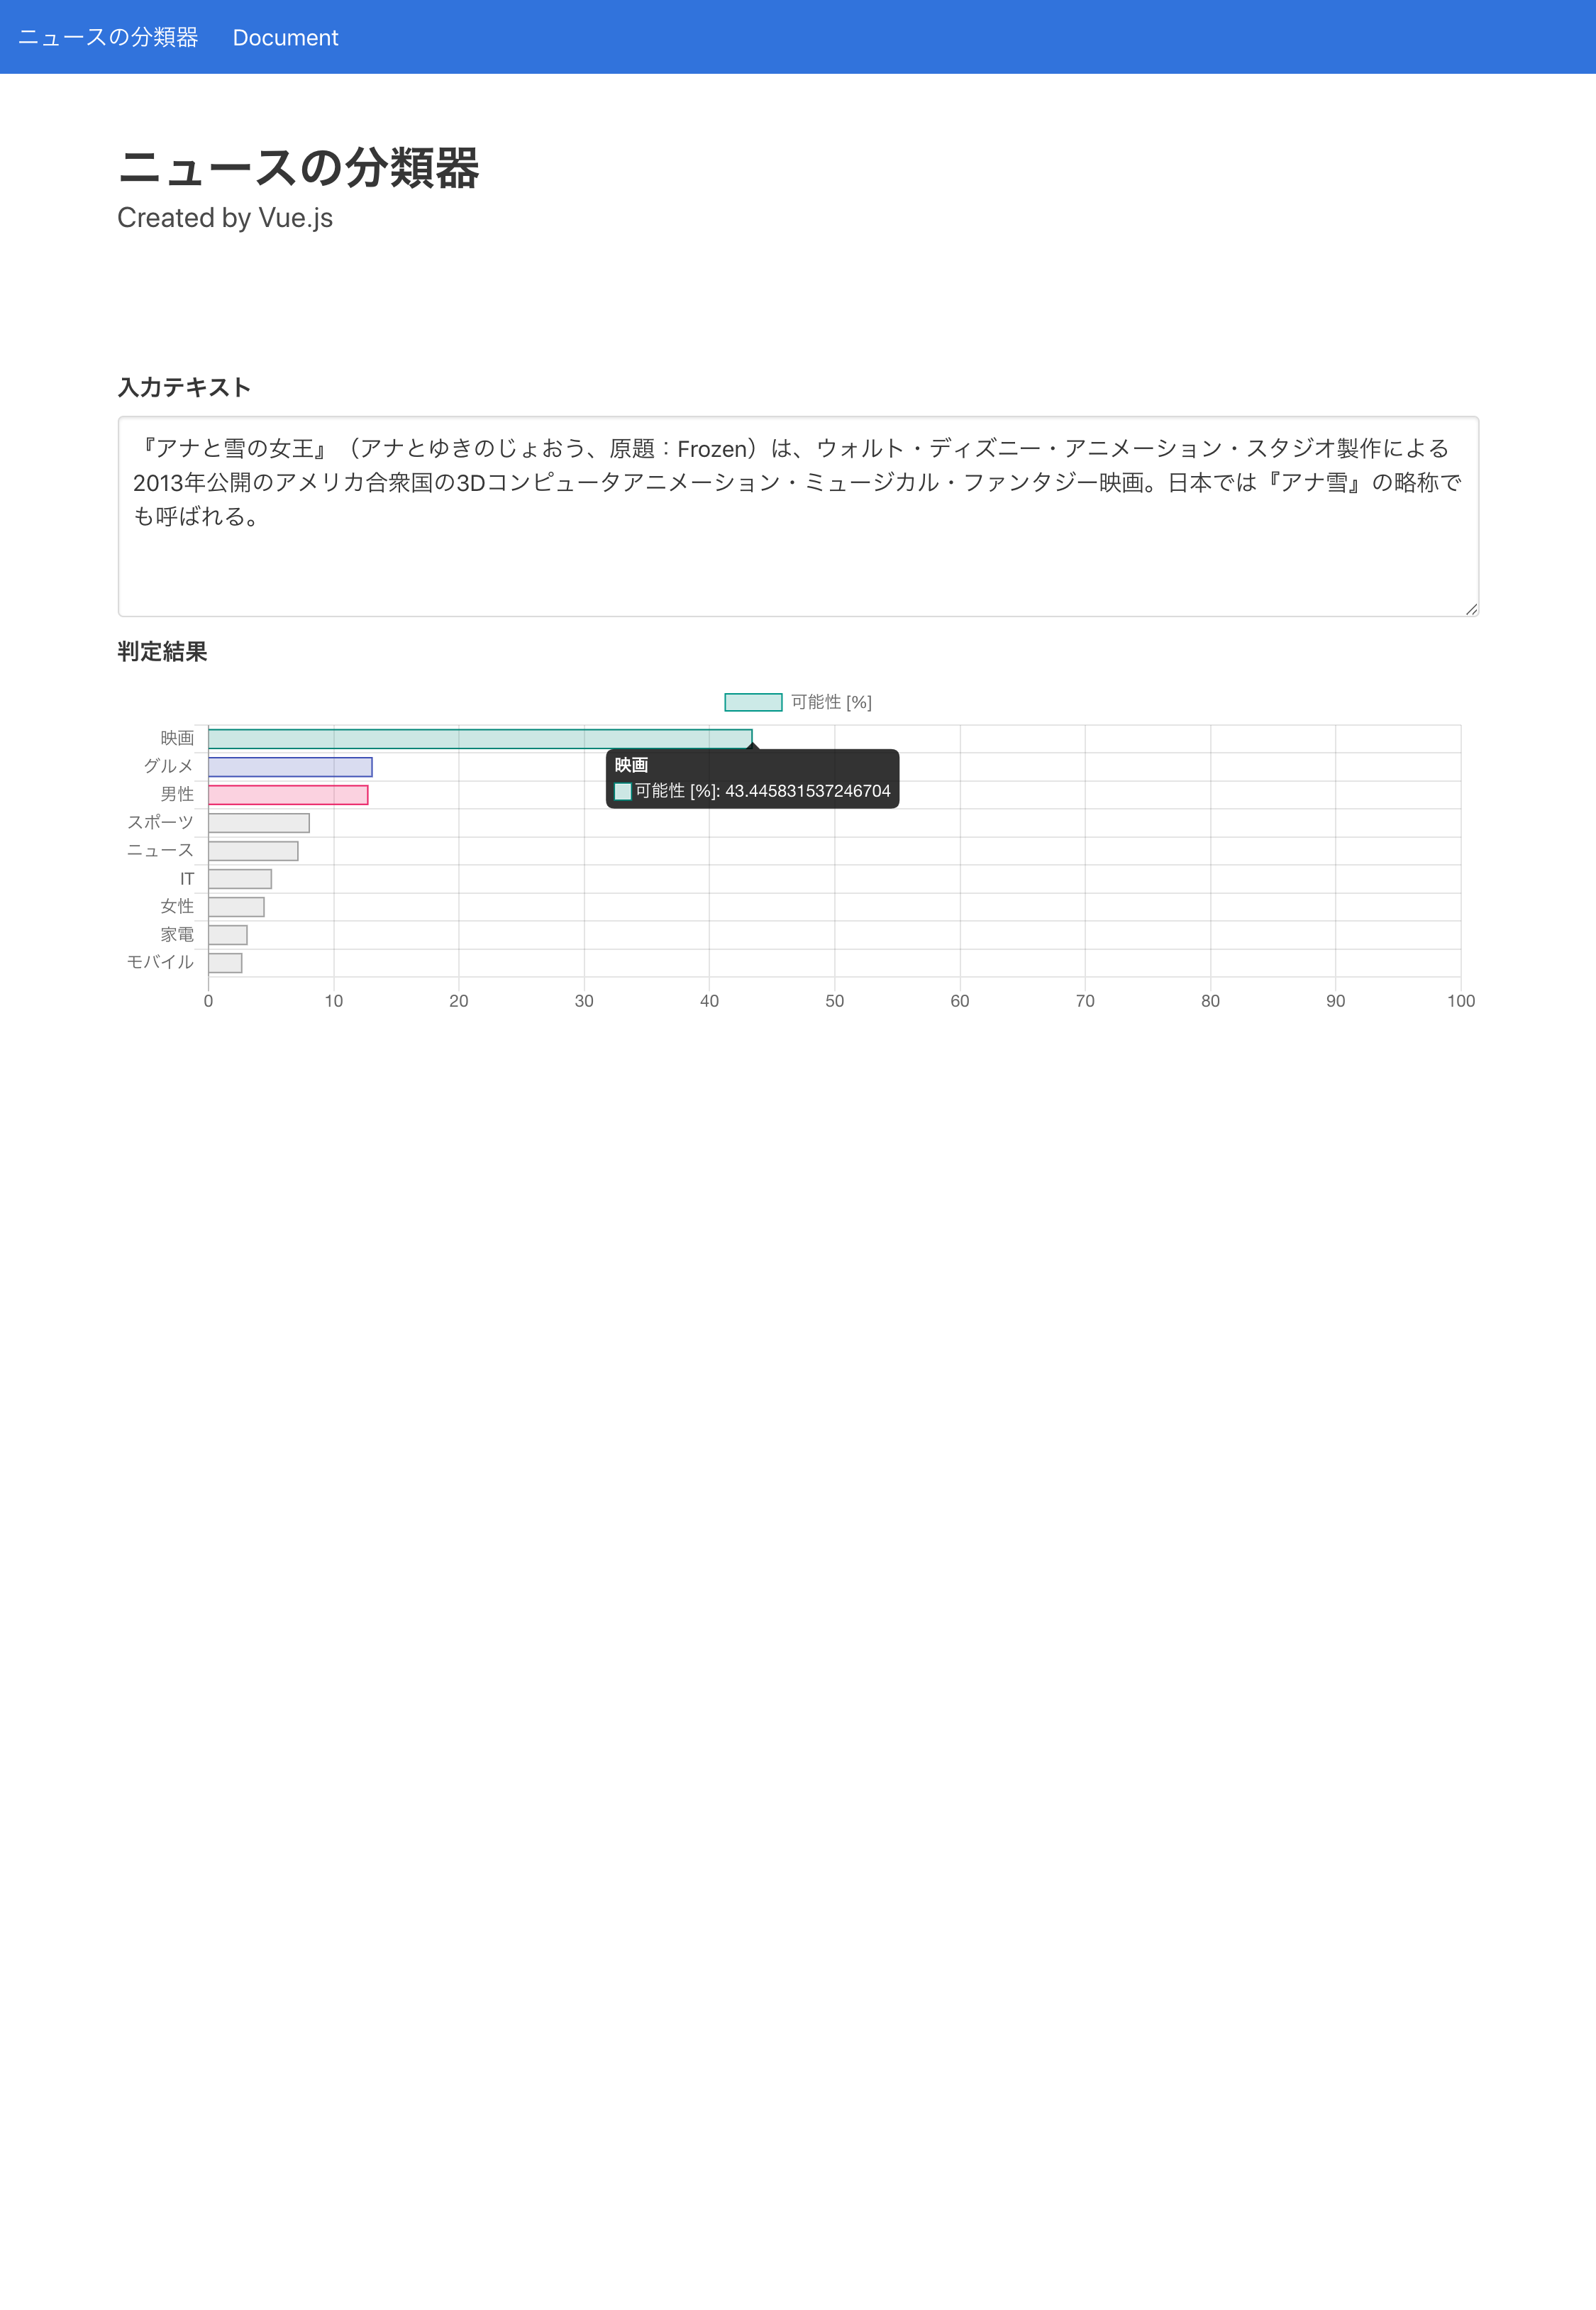 ニュースの分類器 Document
ニュースの分類器
Created by Vue.js
入力テキスト
『アナと雪の女王』（アナとゆきのじょおう、原題：Frozen）は、ウォルト・ディズニー・アニメーション・スタジオ製作による
2013年公開のアメリカ合衆国の3Dコンピュータアニメーション・ミュージカル・ファンタジー映画。日本では『アナ雪』の略称で
も呼ばれる。
判定結果
可能性 [%]
映画
グルメ
男性
スポーツ
ニュース
IT
女性
家電
モバイル
映画
可能性 [%]: 43.445831537246704
0 10 20 30 40 50 60 70 80 90 100